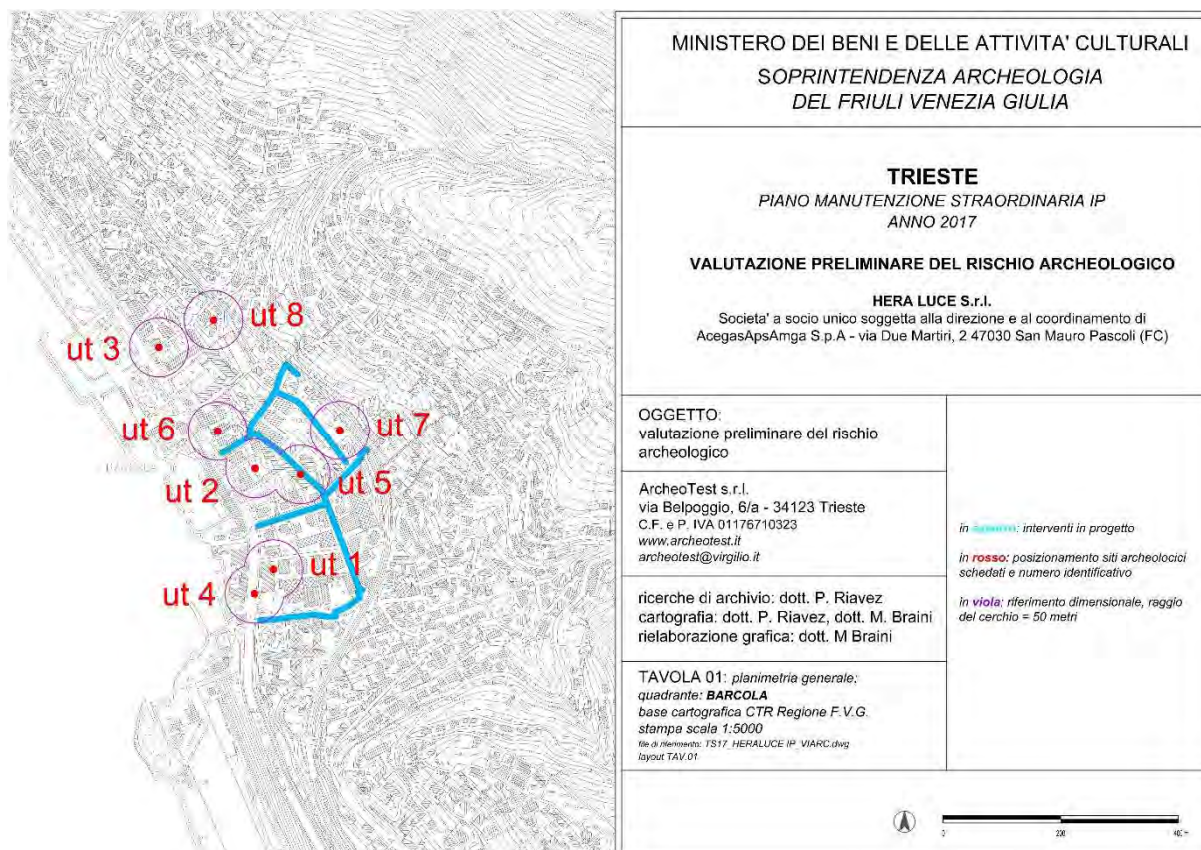 ut 8
ut 3
ut 6
ut 7
ut 2
ut 5
ut 1
ut 4
MINISTERO DEI BENI E DELLE ATTIVITA' CULTURALI
SOPRINTENDENZA ARCHEOLOGIA
DEL FRIULI VENEZIA GIULIA
TRIESTE
PIANO MANUTENZIONE STRAORDINARIA IP
ANNO 2017
VALUTAZIONE PRELIMINARE DEL RISCHIO ARCHEOLOGICO
HERA LUCE S.r.l.
Societa' a socio unico soggetta alla direzione e al coordinamento di
AcegasApsAmga S.p.A - via Due Martiri, 2 47030 San Mauro Pascoli (FC)
OGGETTO:
valutazione preliminare del rischio
archeologico
ArcheoTest s.r.l.
via Belpoggio, 6/a - 34123 Trieste
C.F. e P. IVA 01176710323
www.archeotest.it
archeotest@virgilio.it
ricerche di archivio: dott. P. Riavez
cartografia: dott. P. Riavez, dott. M. Braini
rielaborazione grafica: dott. M Braini
TAVOLA 01: planimetria generale;
quadrante: BARCOLA
base cartografica CTR Regione F.V.G.
stampa scala 1:5000
file di riferimento: TS17_HERALUCE IP_VIARC.dwg
layout TAV.01
in azzurro: interventi in progetto
in rosso: posizionamento siti archeolocici
schedati e numero identificativo
in viola: riferimento dimensionale, raggio
del cerchio = 50 metri
0 200